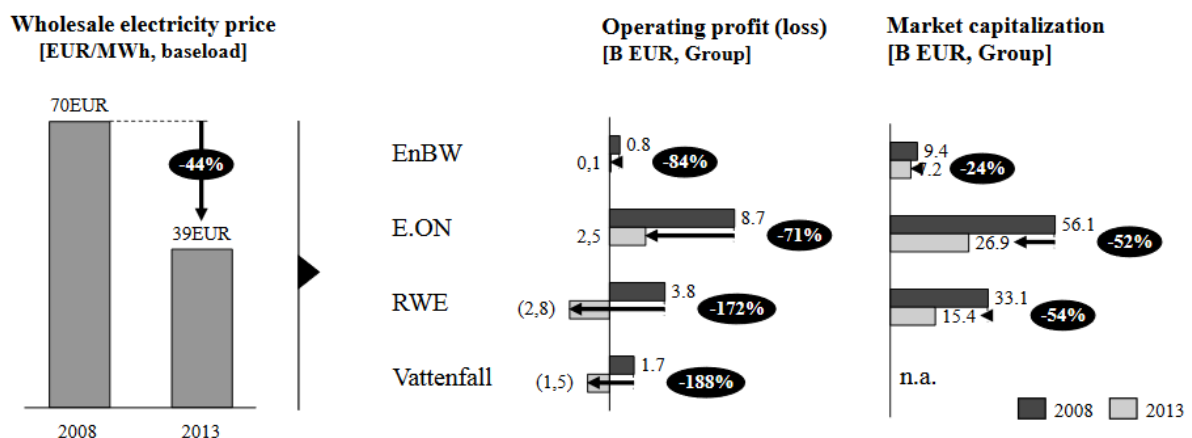 Wholesale electricity price
[EUR/MWh, baseload]
70EUR
-44%
39EUR
2008
2013
Operating profit (loss)
[B EUR, Group]
Market capitalization
[B EUR, Group]
EnBW
0.8
0,1
-84%
9.4
7.2
-24%
E.ON
8.7
2,5
-71%
56.1
26.9
-52%
RWE
3.8
(2,8)
-172%
33.1
15.4
-54%
Vattenfall
1.7
(1,5)
-188%
n.a.
2008
2013